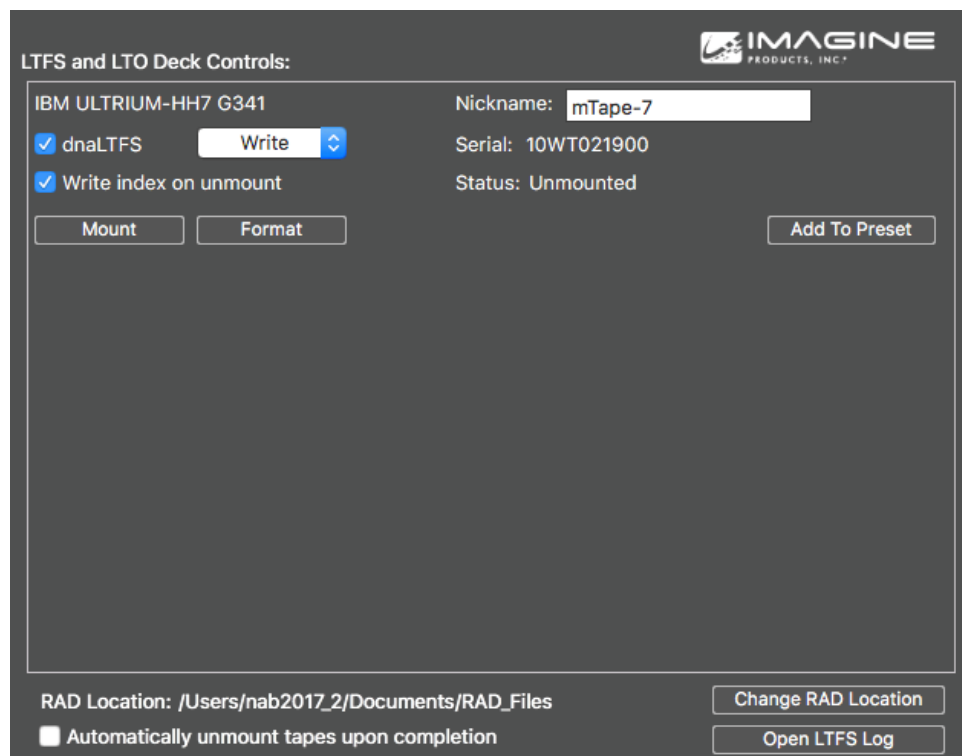 IMAGINE
PRODUCTS, INC.
LTFS and LTO Deck Controls:
IBM ULTRIUM-HH7 G341
Nickname: mTape-7
dnaLTFS Write
Serial: 10WT021900
Write index on unmount
Status: Unmounted
Mount Format Add To Preset
RAD Location: /Users/nab2017_2/Documents/RAD_Files
Change RAD Location
Automatically unmount tapes upon completion
Open LTFS Log